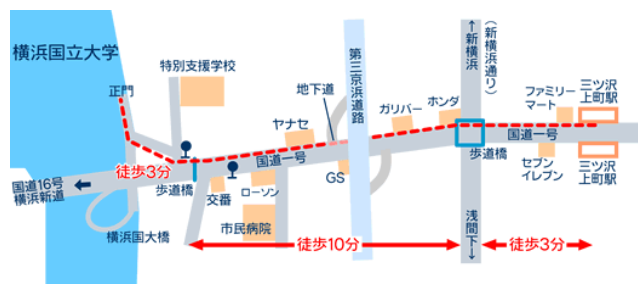 横浜国立大学
正門
特別支援学校
地下道
ヤナセ
第三京浜道路
ガリバー
ホンダ
←新横浜
(新横浜通り)
ファミリー
マート
三ツ沢
上町駅
国道一号
歩道橋
セブン
イレブン
三ツ沢
上町駅
国道一号
GS
徒歩3分
国道16号
横浜新道
歩道橋
交番
ローソン
市民病院
横浜国大橋
浅間下→
徒歩10分
徒歩3分